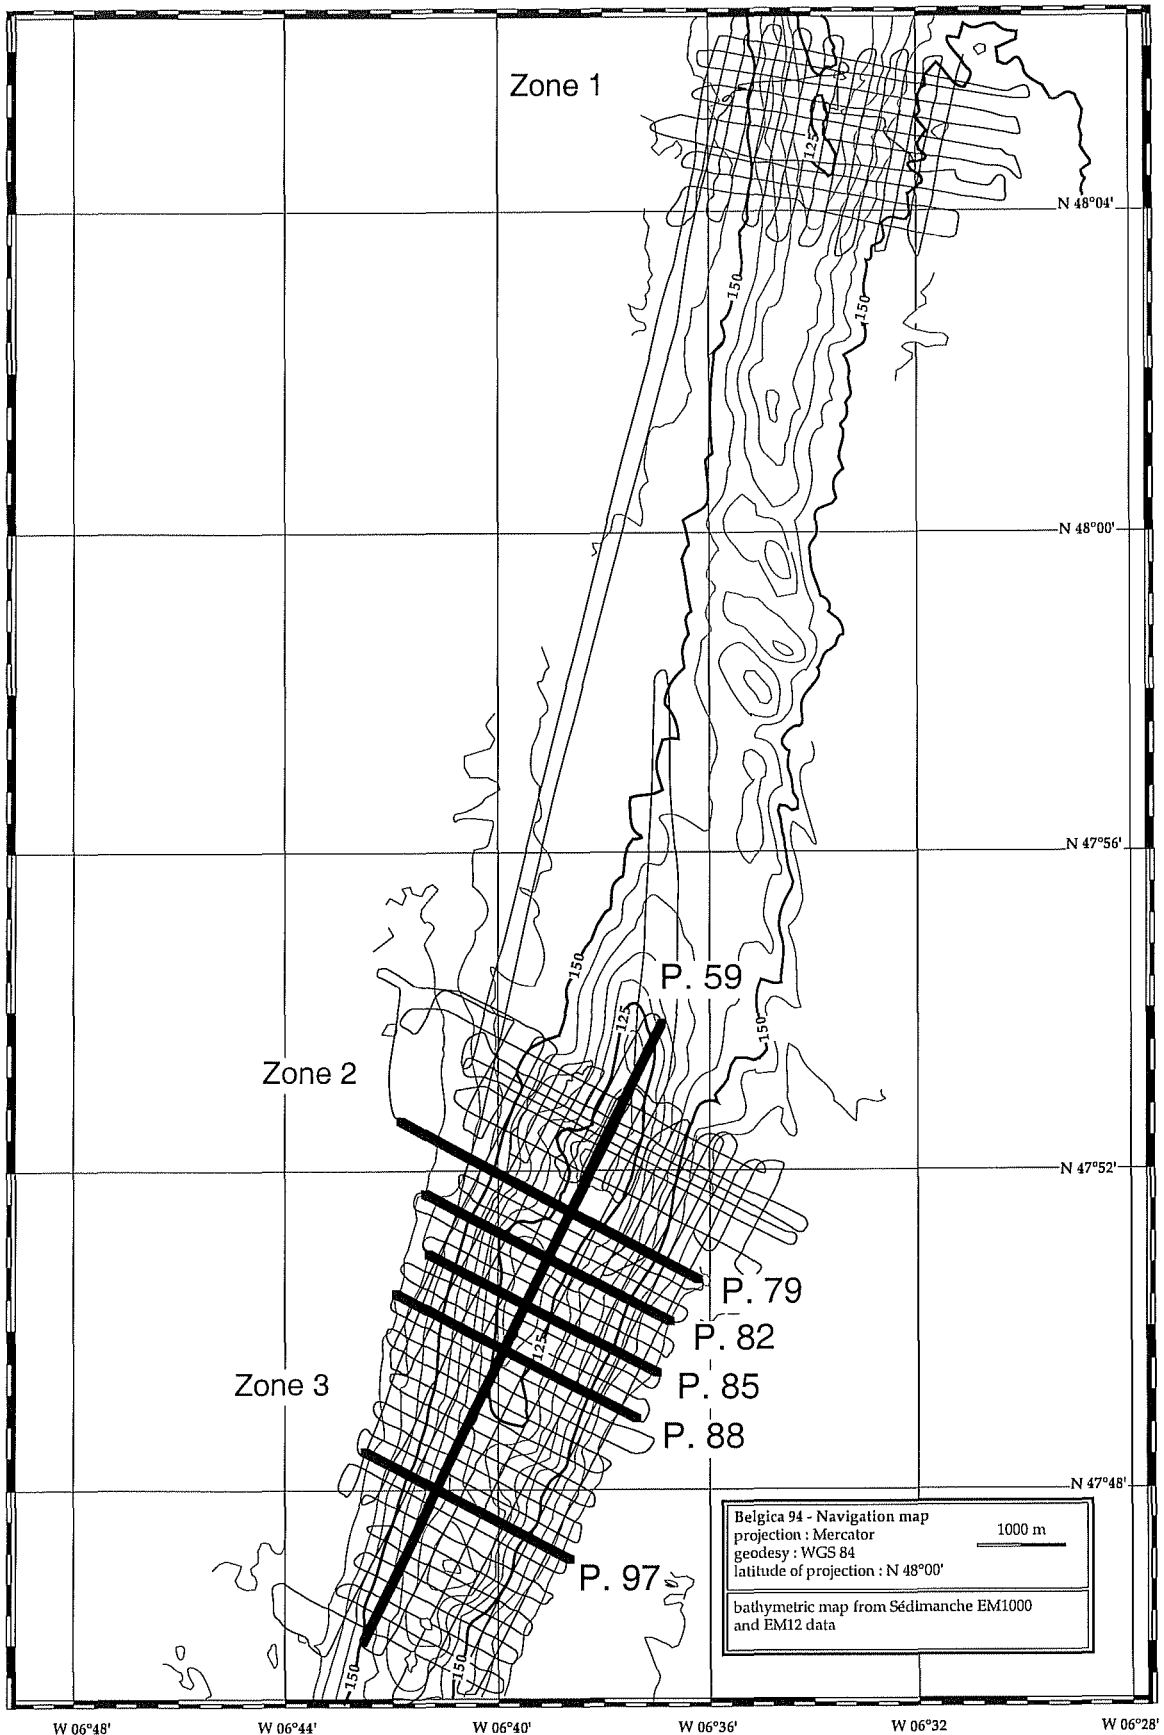 Zone 1
125
N 48°04'
150
150
N 48°00'
N 47°56'
150
P. 59
125
150
Zone 2
N 47°52'
P. 79
P. 82
125
P. 85
Zone 3
P. 88
N 47°48'
Belgica 94 - Navigation map
projection : Mercator
1000 m
geodesy : WGS 84
latitude of projection : N 48°00'
P. 97
bathymetric map from Sédimanche EM1000
and EM12 data
150
150
W 06°48'
W 06°44'
W 06°40'
W 06°36'
W 06°32'
W 06°28'